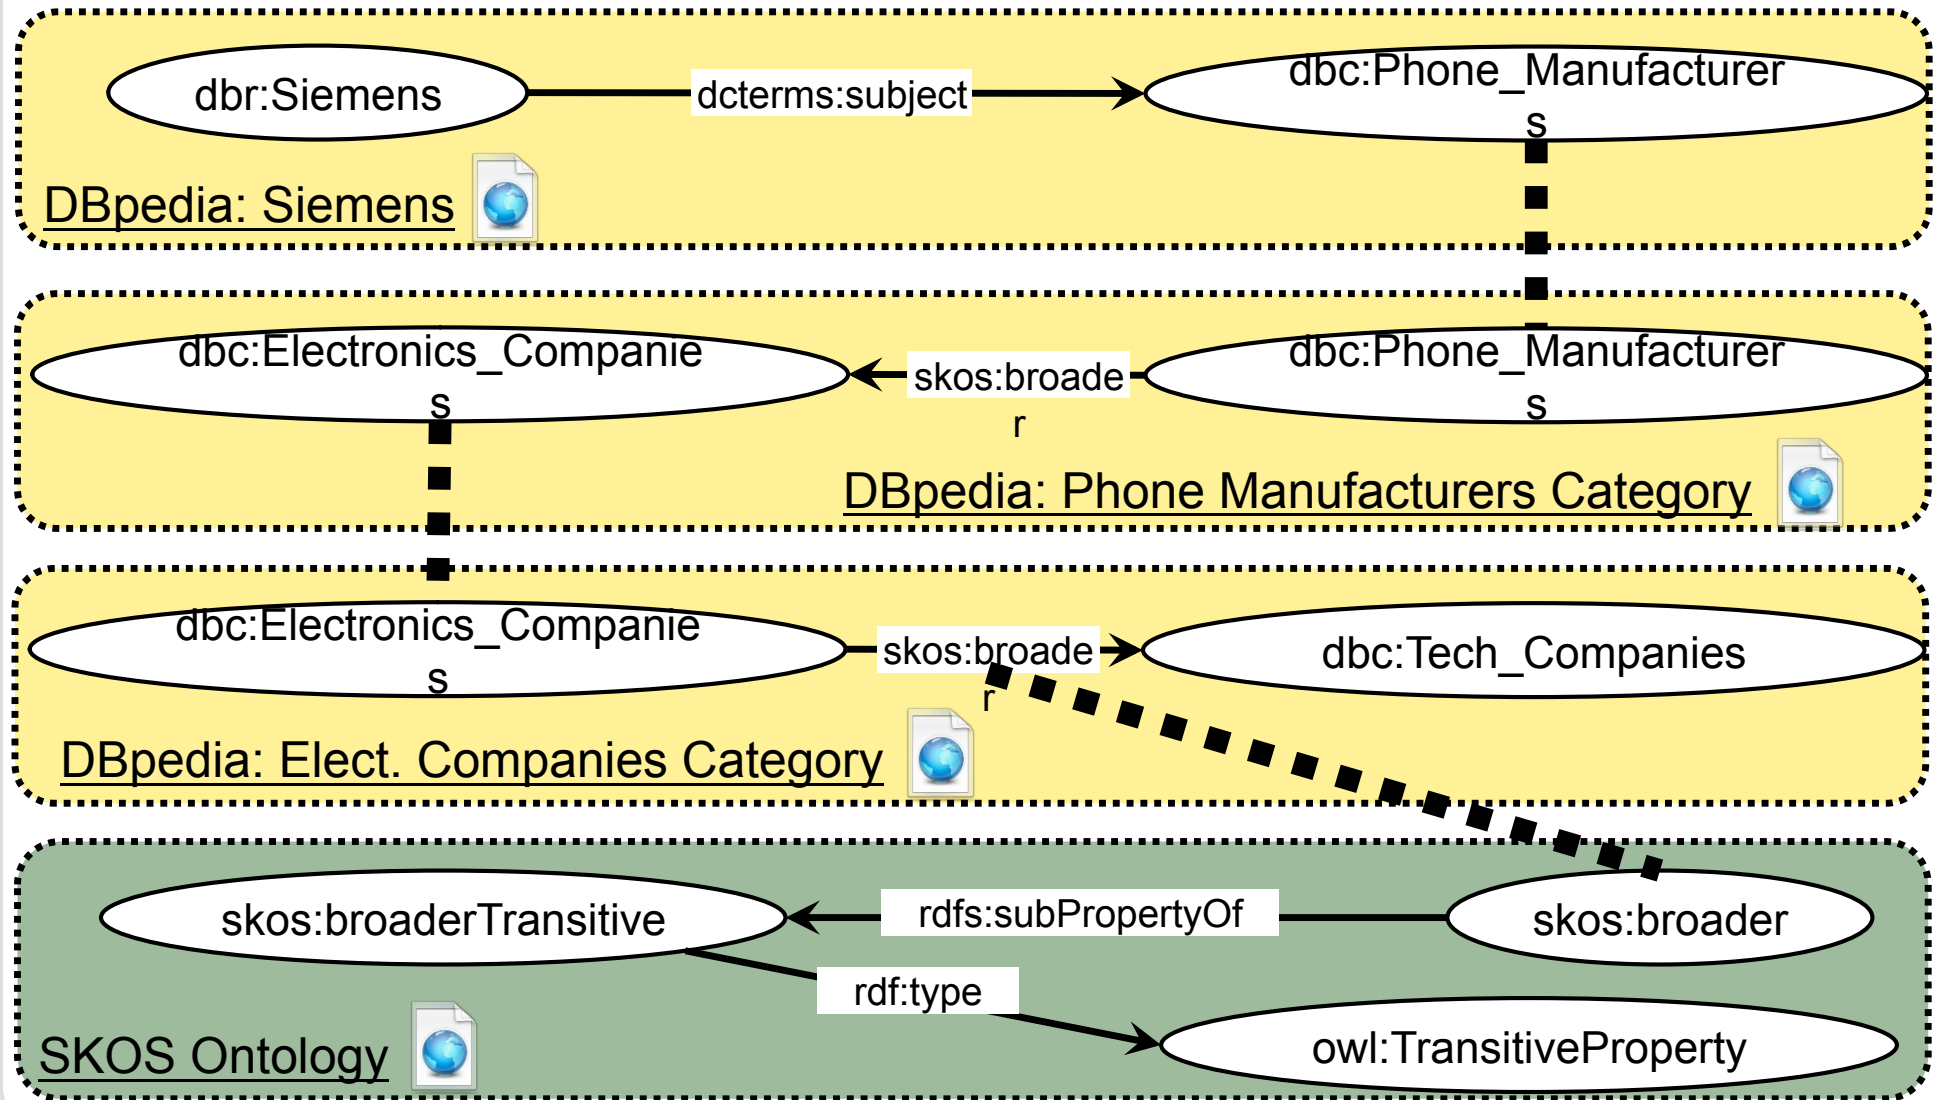 dbr:Siemens
dcterms:subject
dbc:Phone_Manufacturer
s
DBpedia: Siemens
dbc:Electronics_Companie
s
skos:broade
r
dbc:Phone_Manufacturer
s
DBpedia: Phone Manufacturers Category
dbc:Electronics_Companie
s
skos:broade
r
dbc:Tech_Companies
DBpedia: Elect. Companies Category
skos:broaderTransitive
rdfs:subPropertyOf
skos:broader
rdf:type
owl:TransitiveProperty
SKOS Ontology